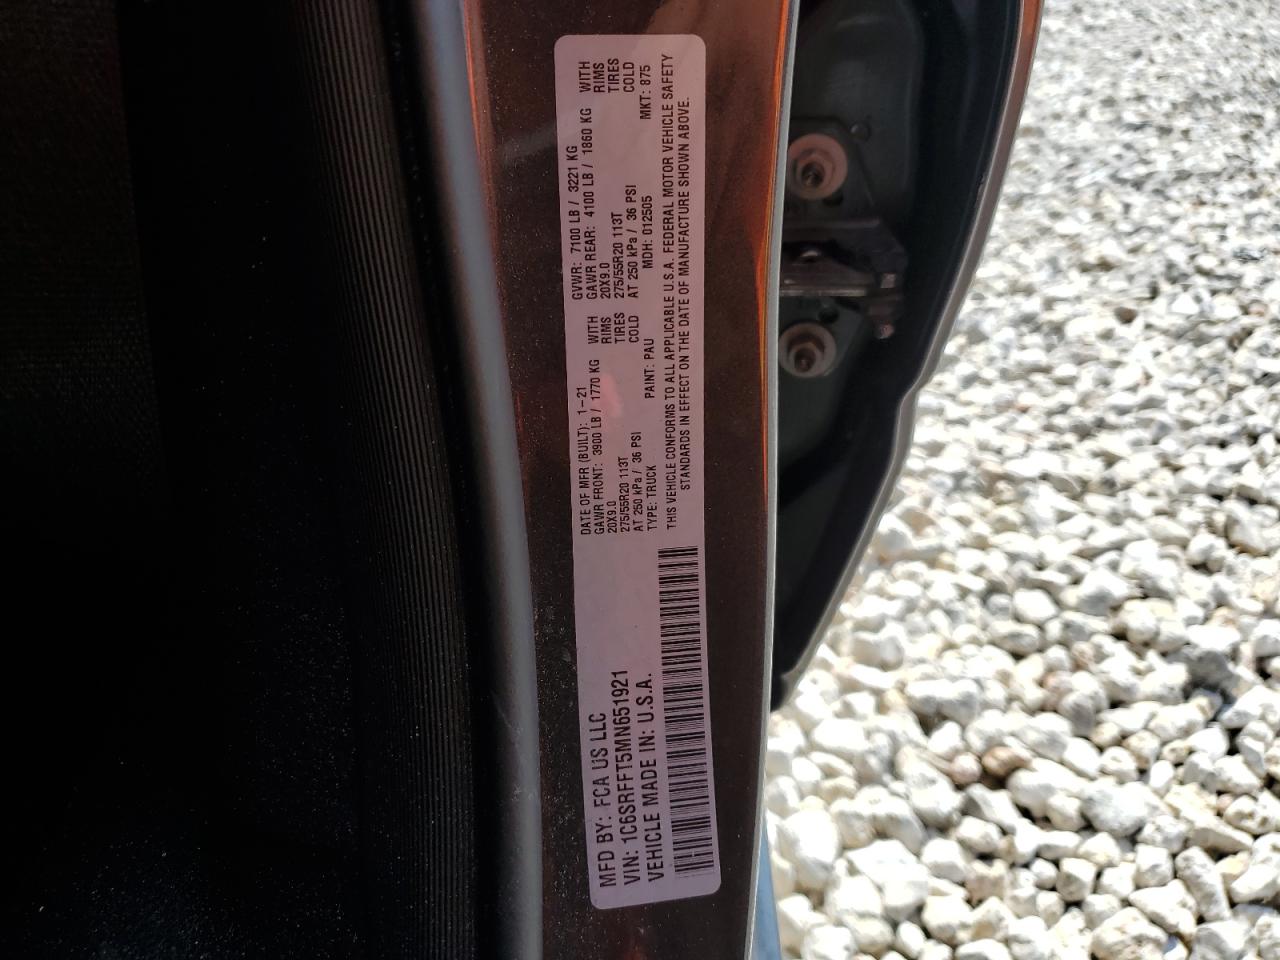 MFD BY: FCA US LLC
VIN: 1C6SRFFT5MN651921
VEHICLE MADE IN: U.S.A.
DATE OF MFR (BUILT): 1-21 GVWR: 7100 LB / 3221 KG
GAWR FRONT: 3900 LB / 1770 KG WITH GAWR REAR: 4100 LB / 1860 KG WITH
20X9.0 RIMS 20X9.0 RIMS
275/55R20 113T TIRES 275/55R20 113T TIRES
AT 250 kPa / 36 PSI COLD AT 250 kPa / 36 PSI COLD
TYPE: TRUCK PAINT: PAU MDH: 012505 MKT: 875
THIS VEHICLE CONFORMS TO ALL APPLICABLE U.S.A. FEDERAL MOTOR VEHICLE SAFETY
STANDARDS IN EFFECT ON THE DATE OF MANUFACTURE SHOWN ABOVE.